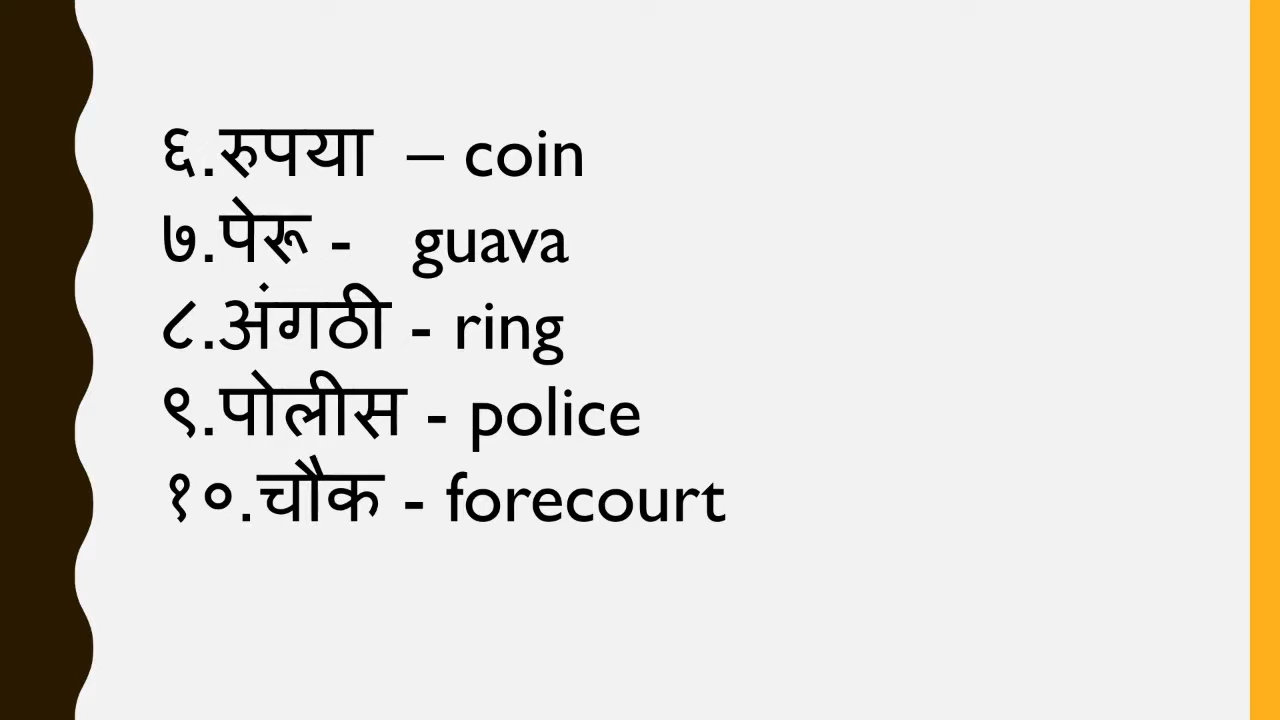 ६.रुपया – coin
७.पेरू - guava
८.अंगठी - ring
९.पोलीस - police
१०.चौक - forecourt